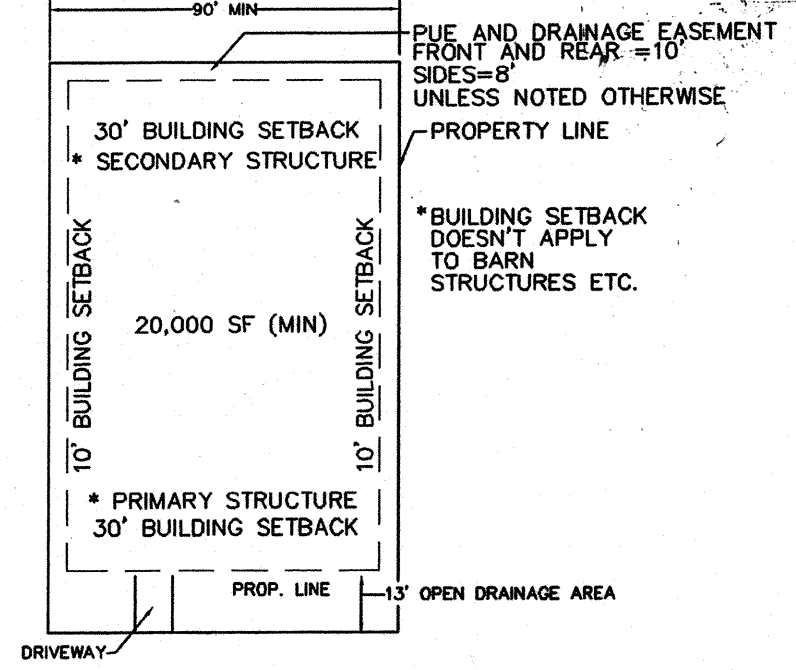 90' MIN
PUE AND DRAINAGE EASEMENT
FRONT AND REAR =10'
SIDES=8'
UNLESS NOTED OTHERWISE
PROPERTY LINE
30' BUILDING SETBACK
* SECONDARY STRUCTURE
*BUILDING SETBACK
DOESN'T APPLY
TO BARN
STRUCTURES ETC.
10' BUILDING SETBACK
10' BUILDING SETBACK
20,000 SF (MIN)
* PRIMARY STRUCTURE
30' BUILDING SETBACK
PROP. LINE
13' OPEN DRAINAGE AREA
DRIVEWAY